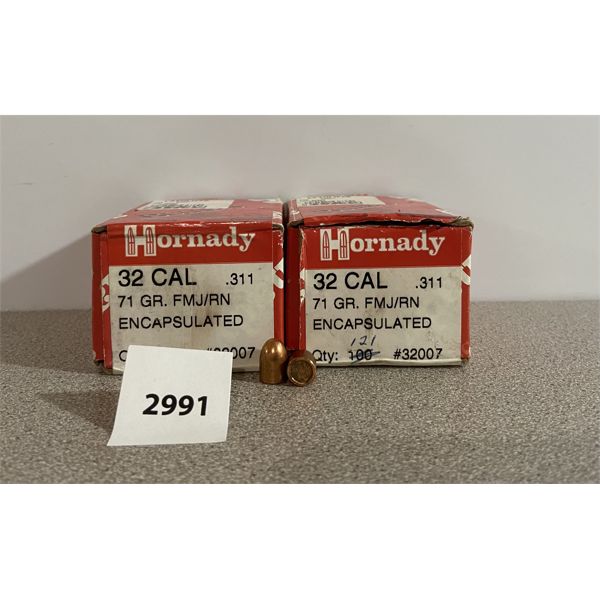 Hornady
32 CAL .311
71 GR. FMJ/RN
ENCAPSULATED
#32007
Hornady
32 CAL .311
71 GR. FMJ/RN
ENCAPSULATED
121
Qty: 100 #32007
2991